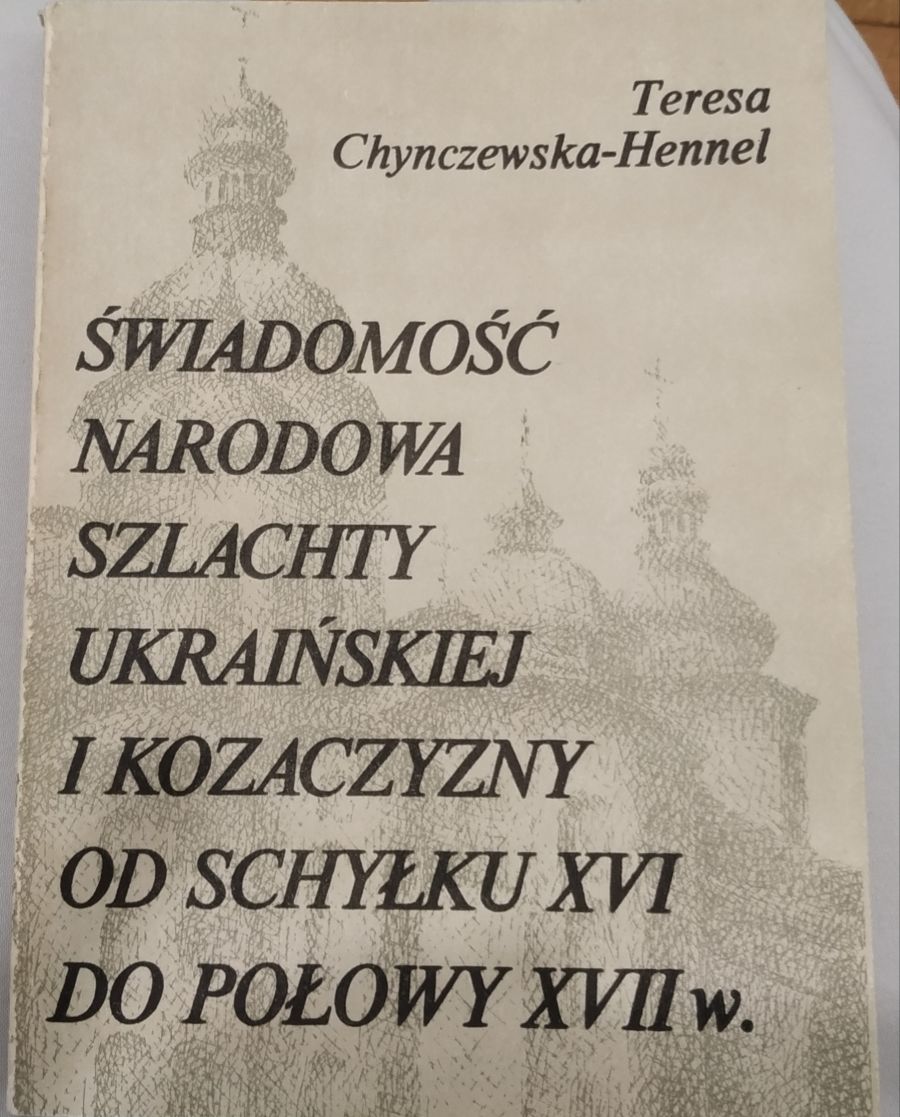 Teresa
Chynczewska-Hennel
ŚWIADOMOŚĆ
NARODOWA
SZLACHTY
UKRAIŃSKIEJ
I KOZACZYZNY
OD SCHYŁKU XVI
DO POŁOWY XVII w.